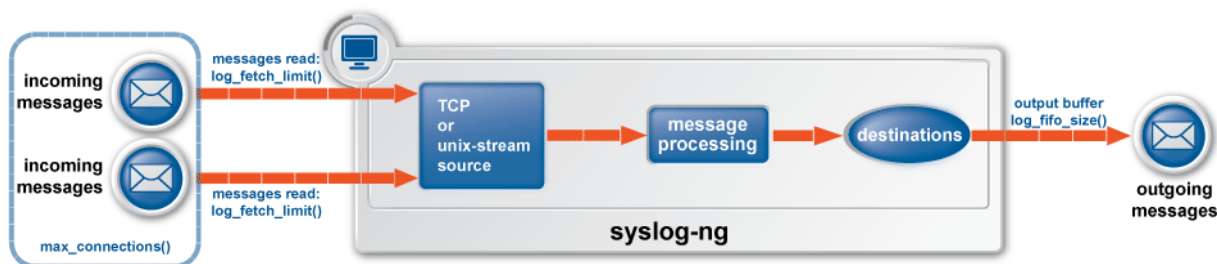 incoming
messages
messages read:
log_fetch_limit()
incoming
messages
messages read:
log_fetch_limit()
max_connections()
TCP
or
unix-stream
source
message
processing
destinations
output buffer
log_fifo_size()
outgoing
messages
syslog-ng